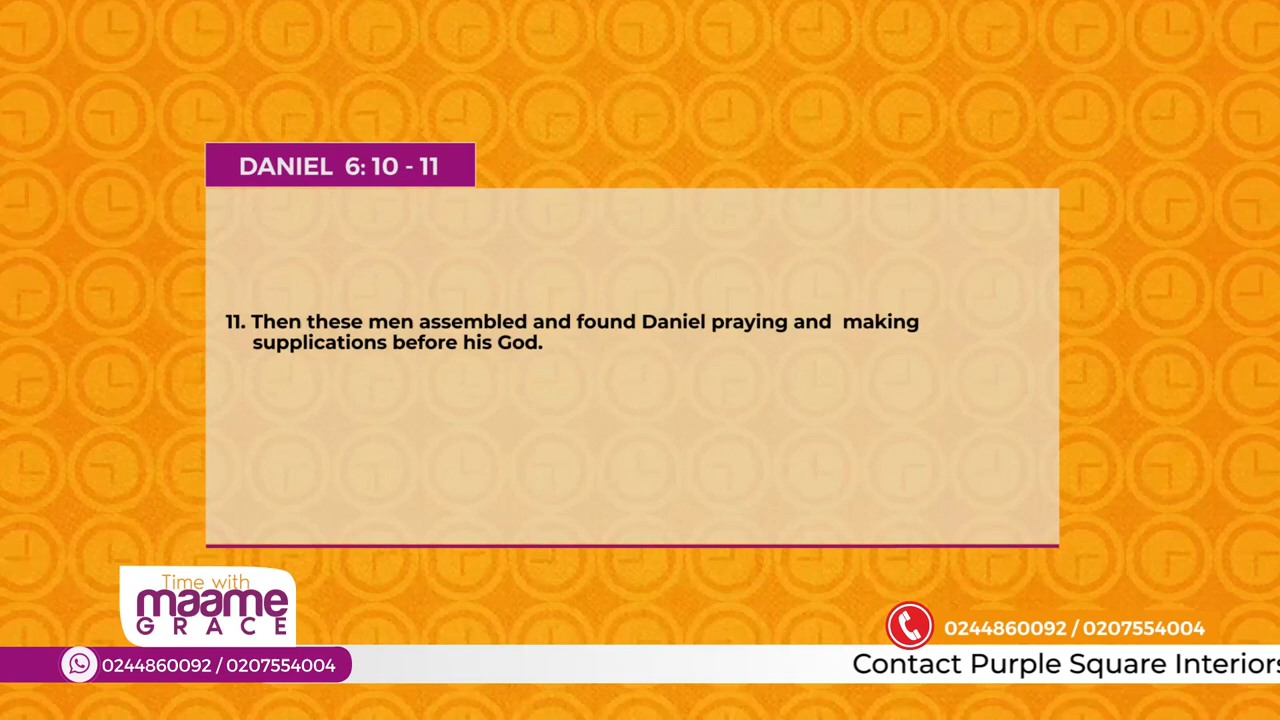 DANIEL 6: 10 - 11
11. Then these men assembled and found Daniel praying and making
supplications before his God.
Time with
maame
GRACE
0244860092 / 0207554004
0244860092 / 0207554004
Contact Purple Square Interiors